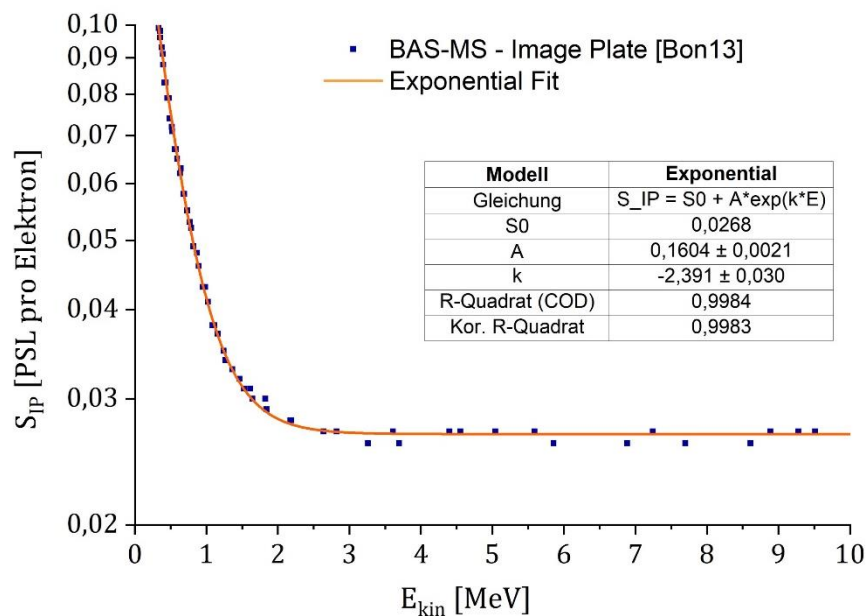 BAS-MS - Image Plate [Bon13]
Exponential Fit
Modell Exponential
Gleichung S_IP = S0 + A*exp(k*E)
S0 0,0268
A 0,1604 ± 0,0021
k -2,391 ± 0,030
R-Quadrat (COD) 0,9984
Kor. R-Quadrat 0,9983
S_IP [PSL pro Elektron]
0,10
0,09
0,08
0,07
0,06
0,05
0,04
0,03
0,02
0 1 2 3 4 5 6 7 8 9 10
E_kin [MeV]